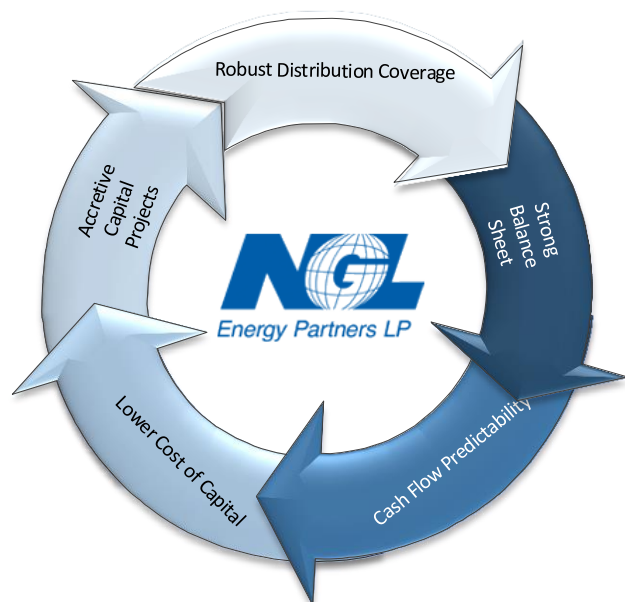 Robust Distribution Coverage
Strong
Balance
Sheet
Cash Flow Predictability
Lower Cost of Capital
Accretive
Capital
Projects
NGL
Energy Partners LP